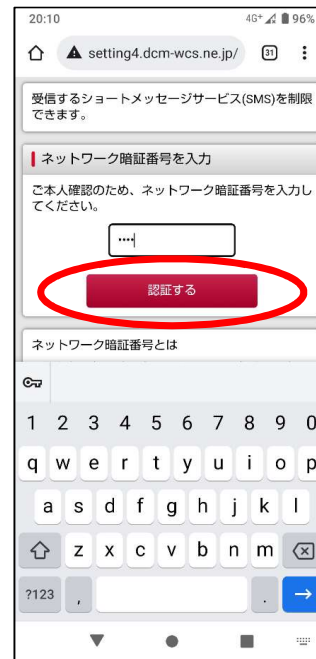 20:10 4G+ 96%
setting4.dcm-wcs.ne.jp/ 31
受信するショートメッセージサービス(SMS)を制限
できます。
ネットワーク暗証番号を入力
ご本人確認のため、ネットワーク暗証番号を入力し
てください。
····
認証する
ネットワーク暗証番号とは
1 2 3 4 5 6 7 8 9 0
q w e r t y u i o p
a s d f g h j k l
z x c v b n m
?123 , .